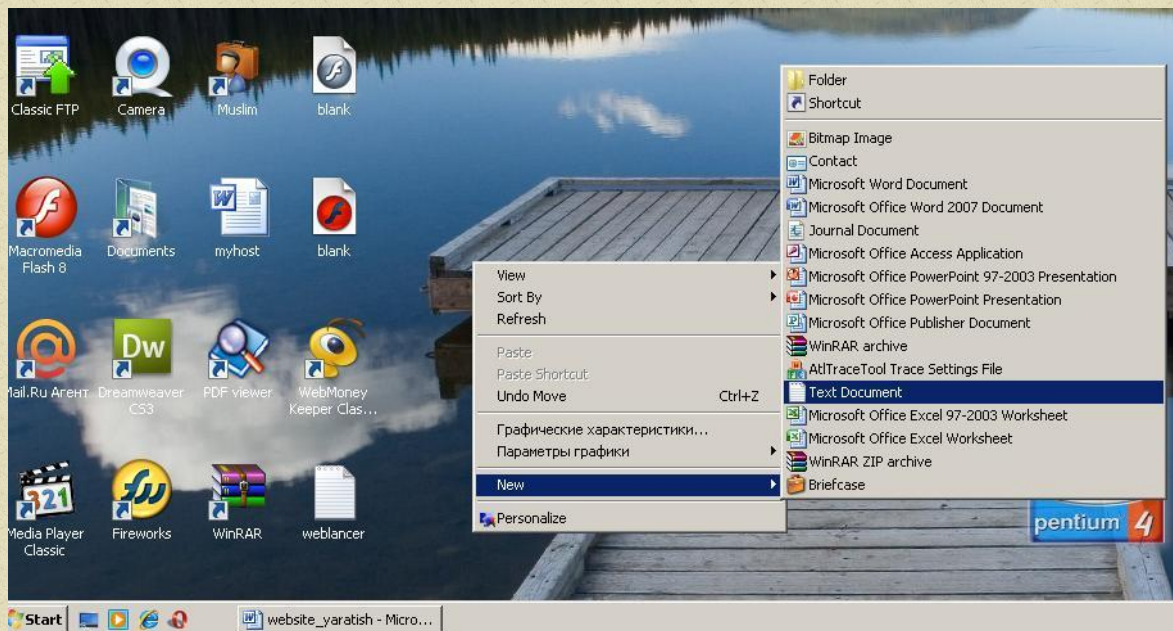 Classic FTP
Camera
Muslim
blank
Macromedia
Flash 8
Documents
myhost
blank
Mail.Ru Агент
Dw
Dreamweaver
CS3
PDF viewer
WebMoney
Keeper Clas...
321
Media Player
Classic
Fireworks
WinRAR
weblancer
View
Sort By
Refresh
Paste
Paste Shortcut
Undo Move Ctrl+Z
Графические характеристики...
Параметры графики
New
Personalize
Folder
Shortcut
Bitmap Image
Contact
Microsoft Word Document
Microsoft Office Word 2007 Document
Journal Document
Microsoft Office Access Application
Microsoft Office PowerPoint 97-2003 Presentation
Microsoft Office PowerPoint Presentation
Microsoft Office Publisher Document
WinRAR archive
AtlTraceTool Trace Settings File
Text Document
Microsoft Office Excel 97-2003 Worksheet
Microsoft Office Excel Worksheet
WinRAR ZIP archive
Briefcase
pentium 4
Start
website_yaratish - Micro...